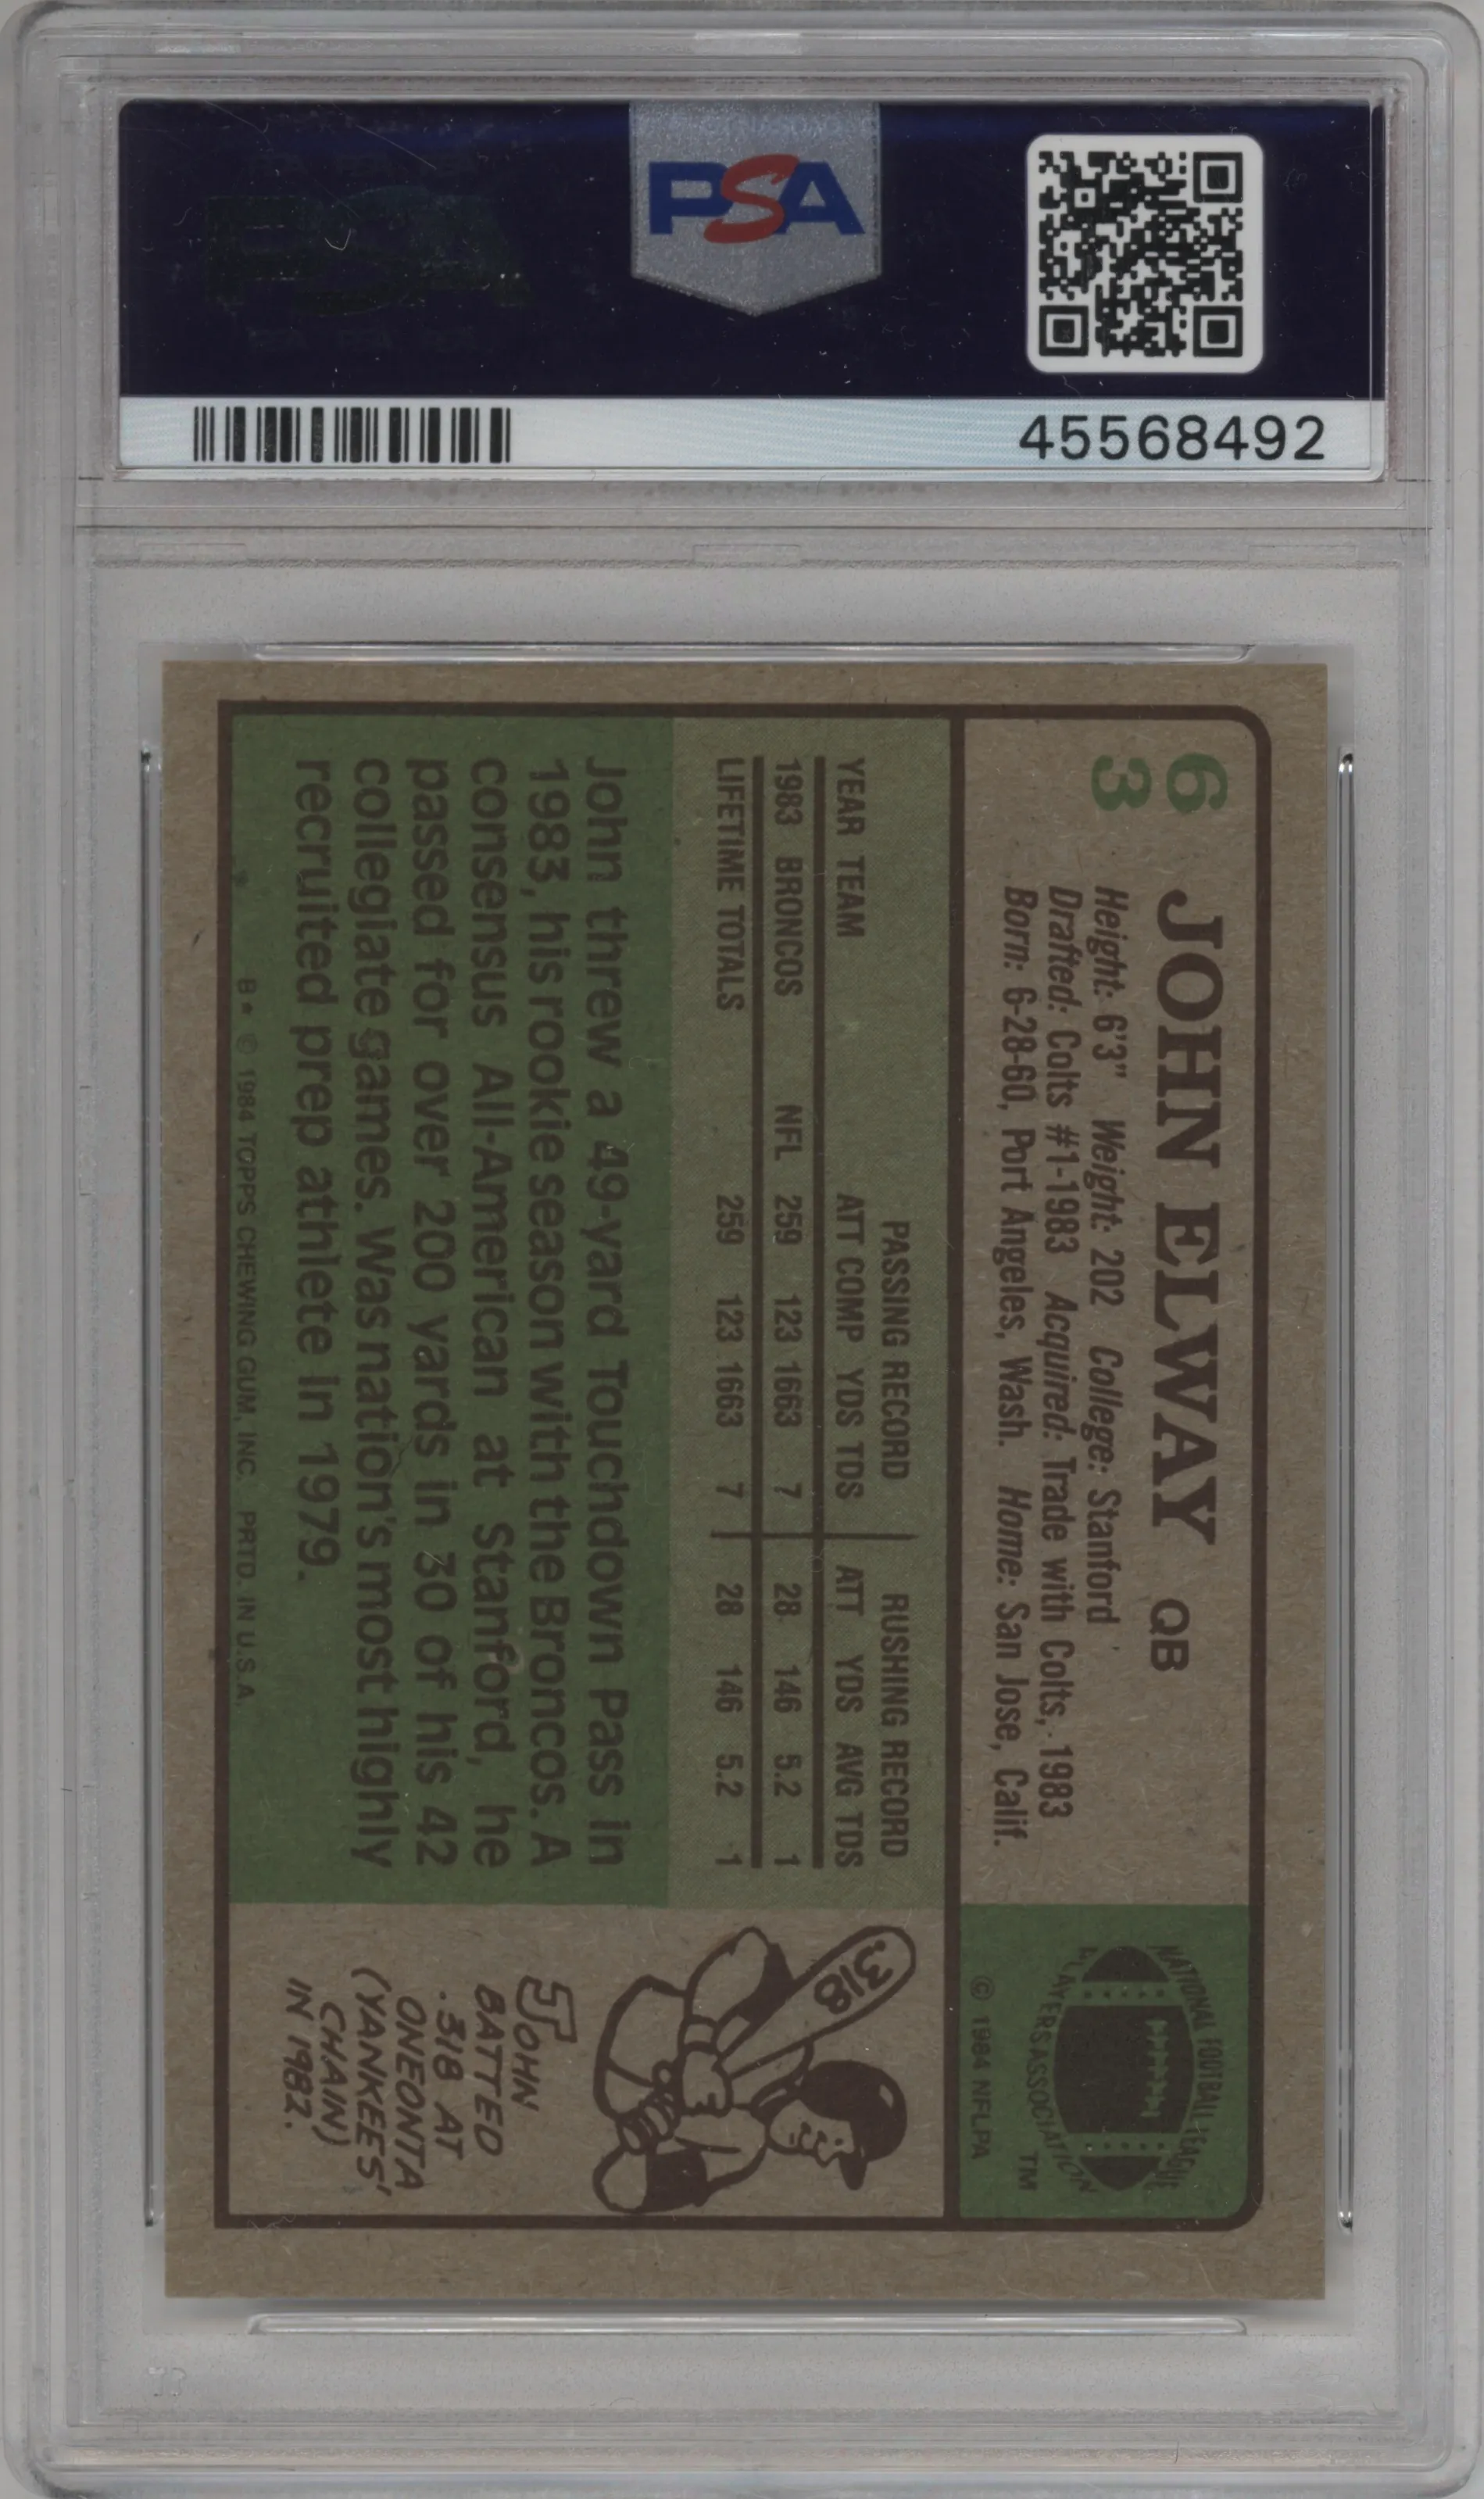 PSA
45568492
63
JOHN ELWAY QB
Height: 6'3" Weight: 202 College: Stanford
Drafted: Colts #1-1983 Acquired: Trade with Colts, 1983
Born: 6-28-60, Port Angeles, Wash. Home: San Jose, Calif.
NATIONAL FOOTBALL LEAGUE
PLAYERS ASSOCIATION
TM
© 1984 NFLPA
PASSING RECORD RUSHING RECORD
YEAR TEAM ATT COMP YDS TDS ATT YDS AVG TDS
1983 BRONCOS NFL 259 123 1663 7 28 146 5.2 1
LIFETIME TOTALS 259 123 1663 7 28 146 5.2 1
John threw a 49-yard Touchdown Pass in
1983, his rookie season with the Broncos. A
consensus All-American at Stanford, he
passed for over 200 yards in 30 of his 42
collegiate games. Was nation's most highly
recruited prep athlete in 1979.
B* © 1984 TOPPS CHEWING GUM, INC. PRTD. IN U.S.A.
.318
JOHN
BATTED
.318 AT
ONEONTA
(YANKEES'
CHAIN)
IN 1982.